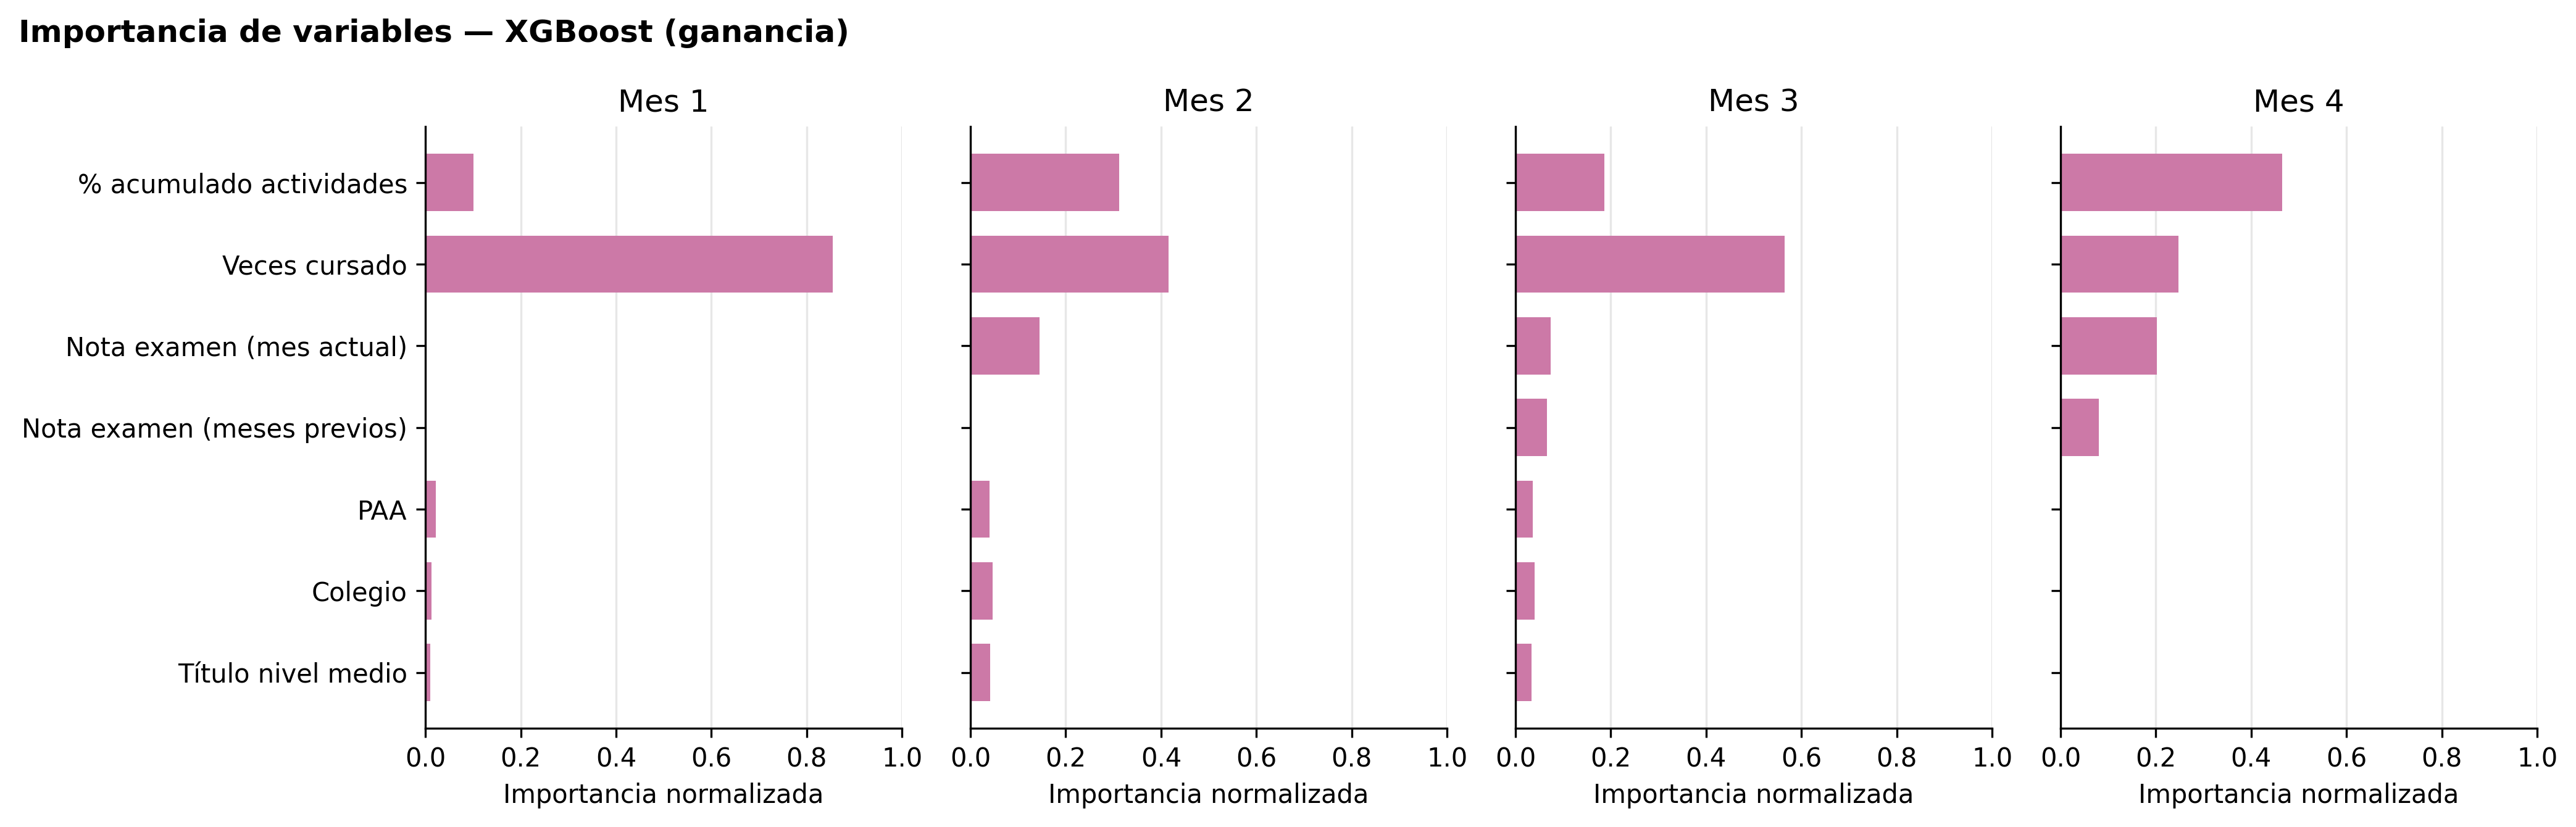 Importancia de variables — XGBoost (ganancia)
Mes 1 Mes 2 Mes 3 Mes 4
% acumulado actividades
Veces cursado
Nota examen (mes actual)
Nota examen (meses previos)
PAA
Colegio
Título nivel medio
0.0 0.2 0.4 0.6 0.8 1.0 0.0 0.2 0.4 0.6 0.8 1.0 0.0 0.2 0.4 0.6 0.8 1.0 0.0 0.2 0.4 0.6 0.8 1.0
Importancia normalizada Importancia normalizada Importancia normalizada Importancia normalizada